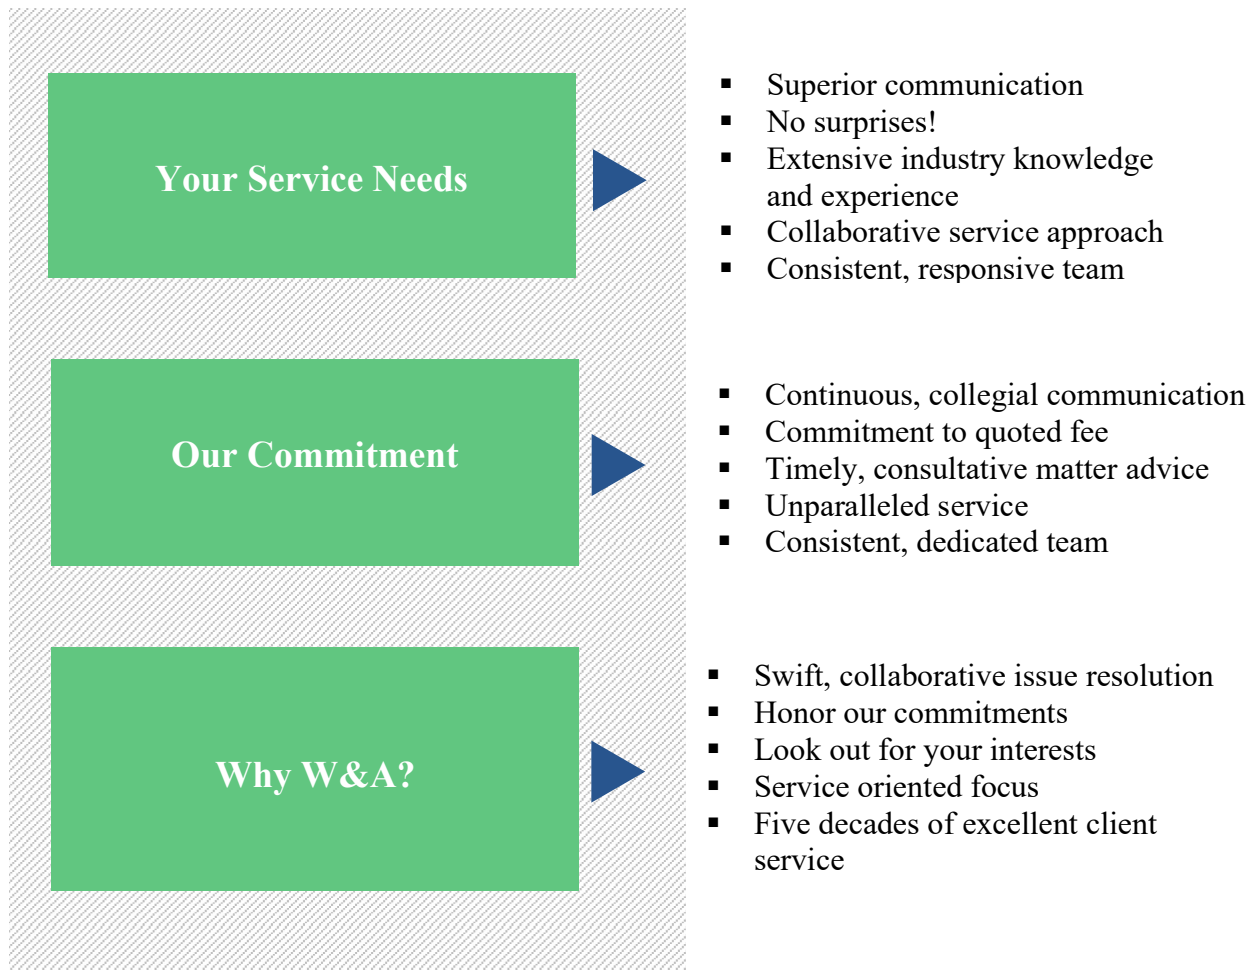 Your Service Needs
▪ Superior communication
▪ No surprises!
▪ Extensive industry knowledge
and experience
▪ Collaborative service approach
▪ Consistent, responsive team
Our Commitment
▪ Continuous, collegial communication
▪ Commitment to quoted fee
▪ Timely, consultative matter advice
▪ Unparalleled service
▪ Consistent, dedicated team
Why W&A?
▪ Swift, collaborative issue resolution
▪ Honor our commitments
▪ Look out for your interests
▪ Service oriented focus
▪ Five decades of excellent client
service